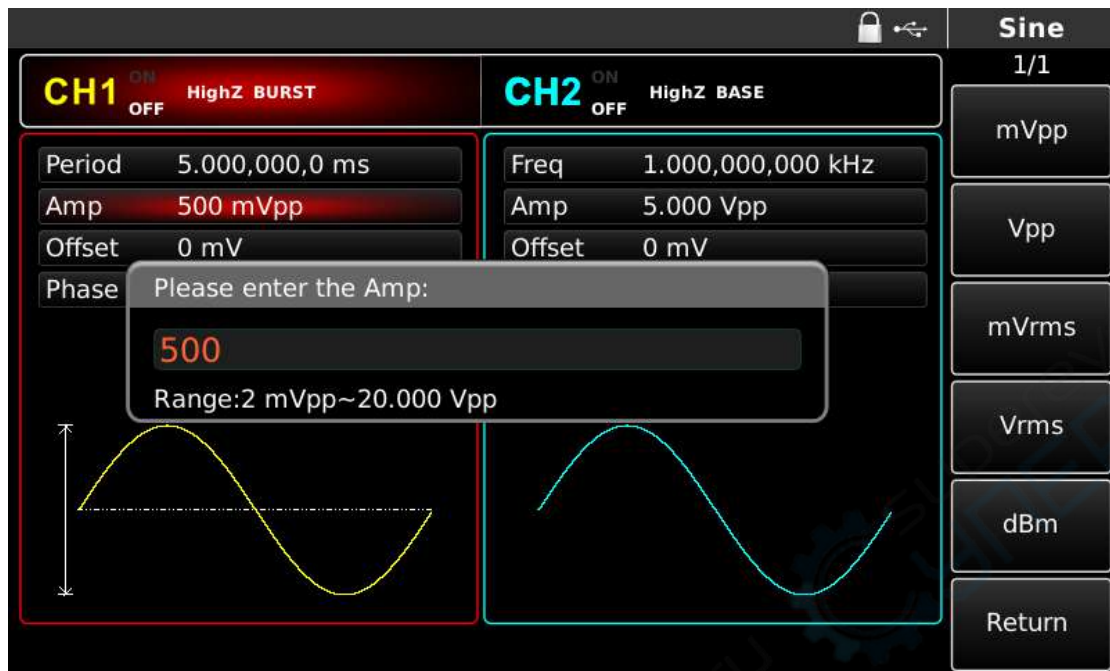 Sine
1/1
CH1 ON OFF HighZ BURST
CH2 ON OFF HighZ BASE
Period 5.000,000,0 ms
Amp 500 mVpp
Offset 0 mV
Phase
Freq 1.000,000,000 kHz
Amp 5.000 Vpp
Offset 0 mV
Please enter the Amp:
500
Range:2 mVpp~20.000 Vpp
mVpp
Vpp
mVrms
Vrms
dBm
Return